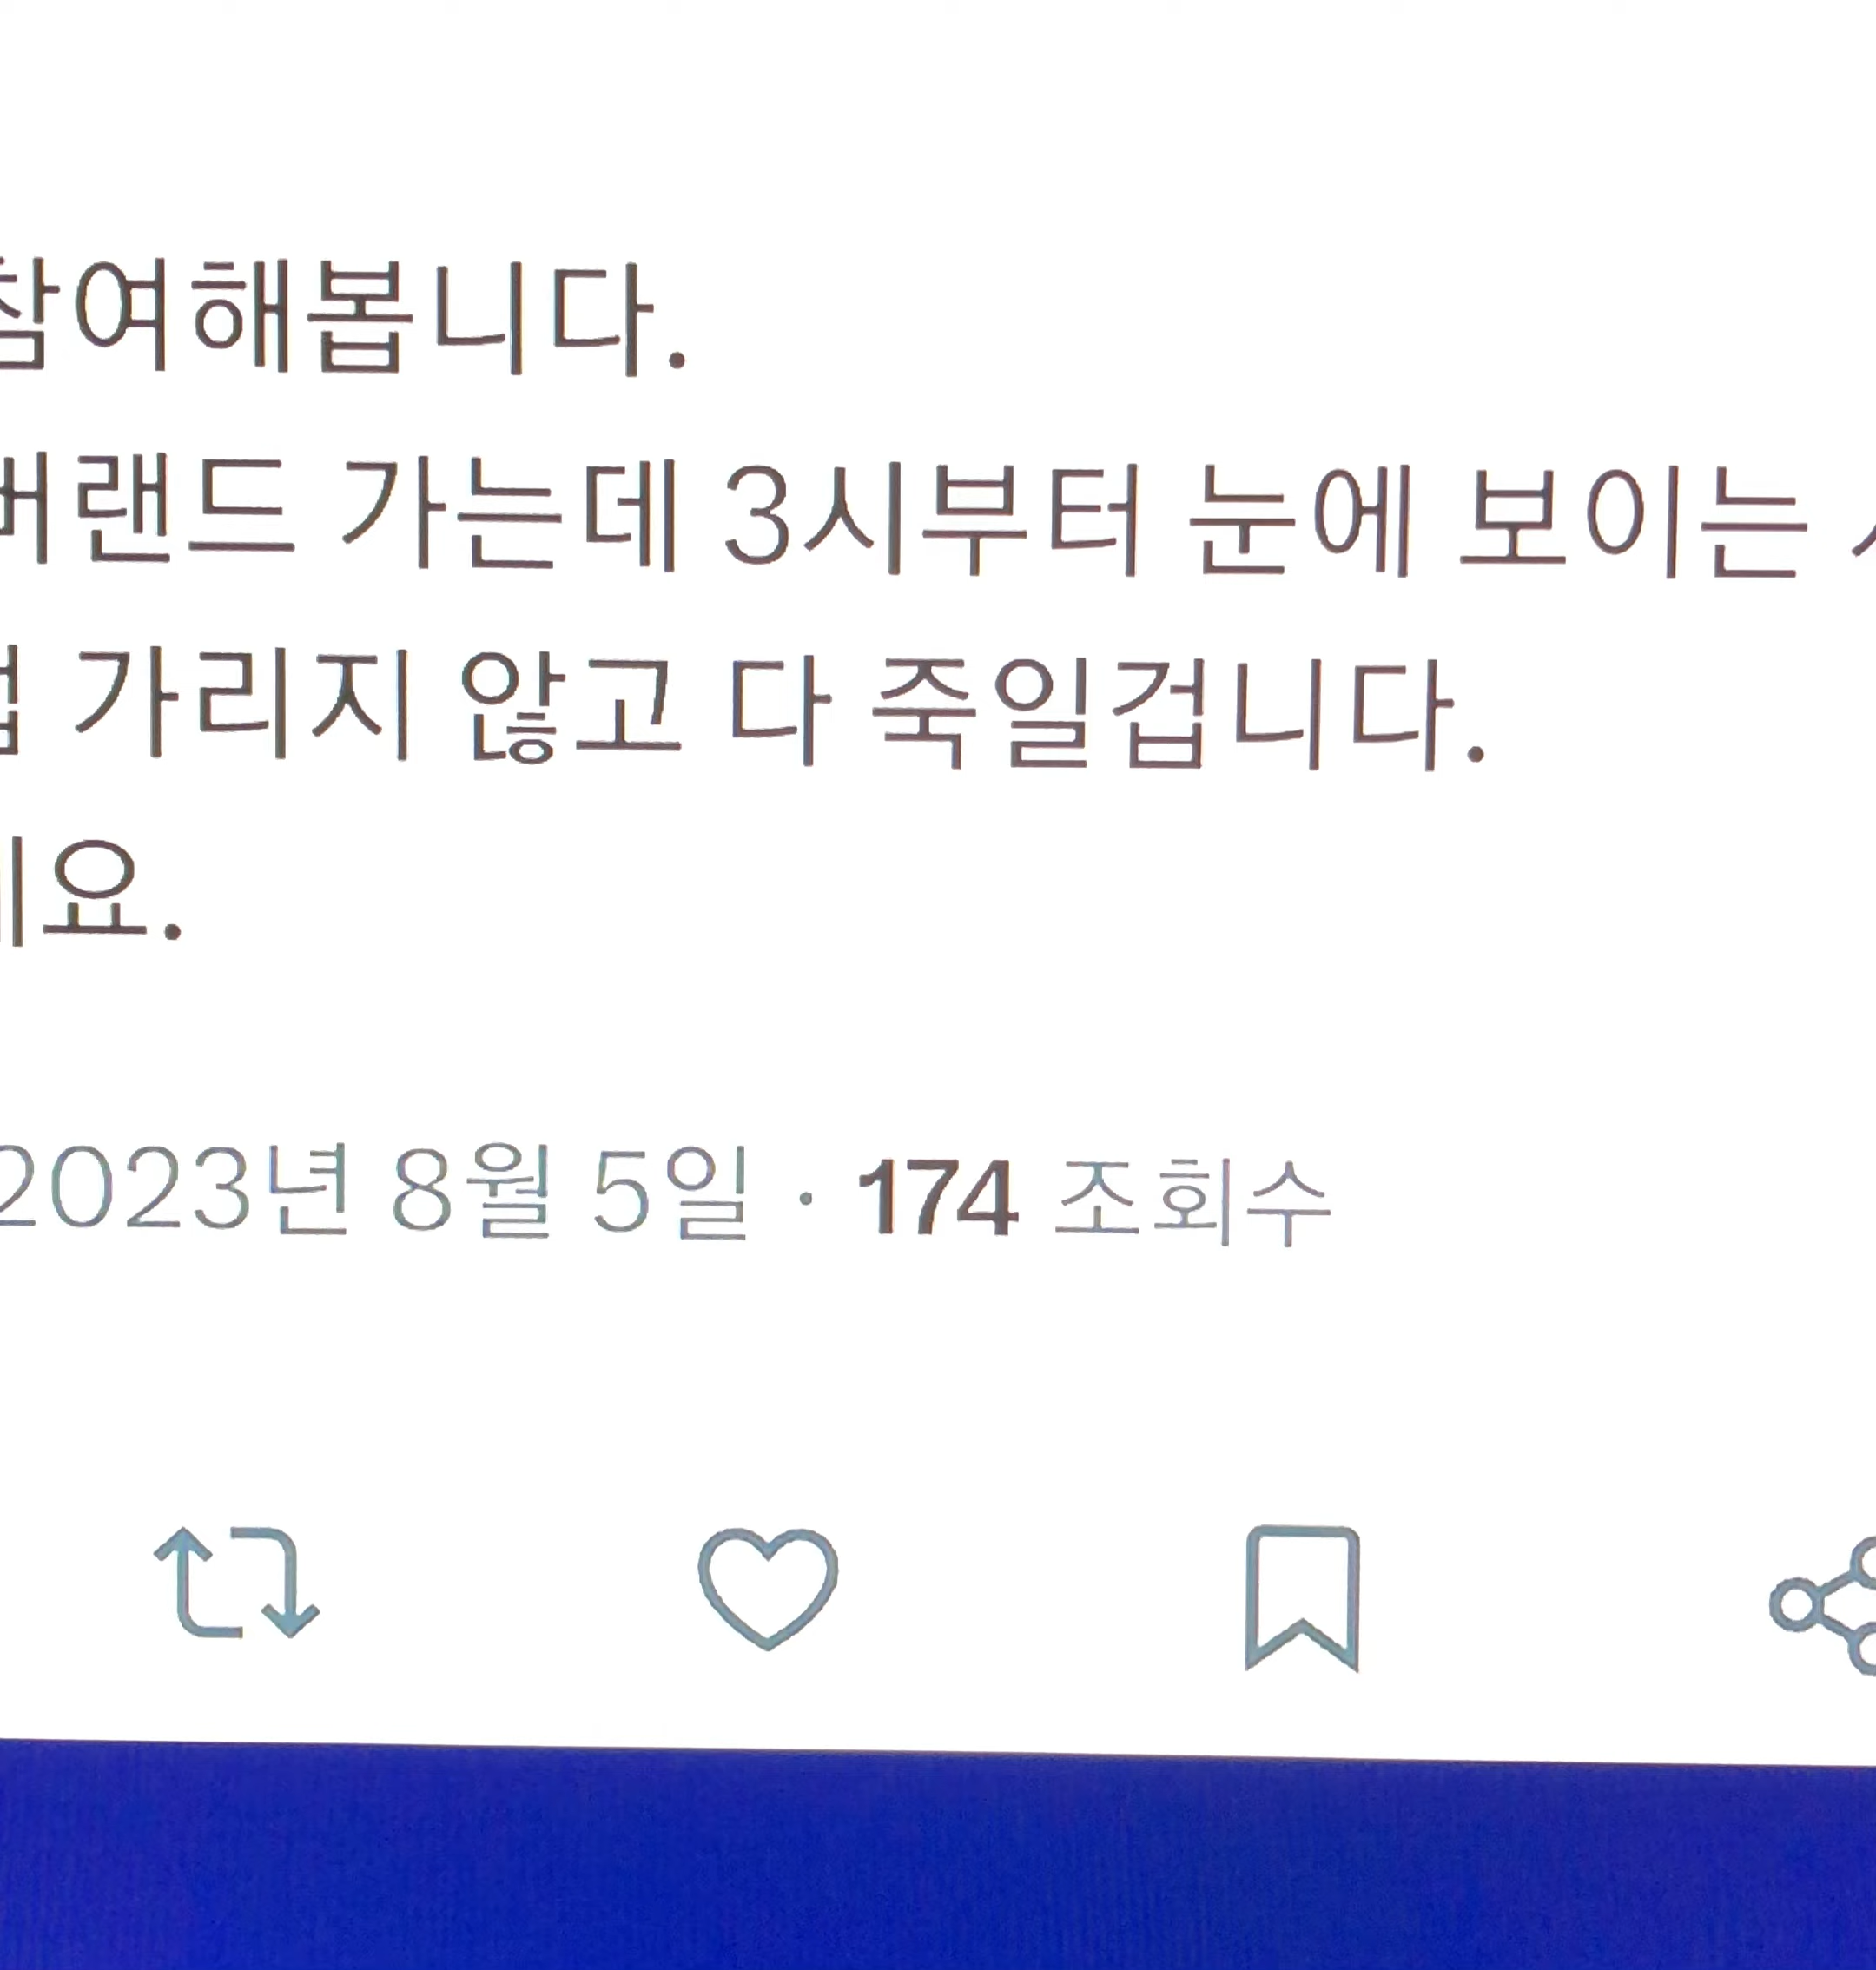 참여해봅니다.
버랜드 가는데 3시부터 눈에 보이는
가리지 않고 다 죽일겁니다.
요.
2023년 8월 5일 · 174 조회수